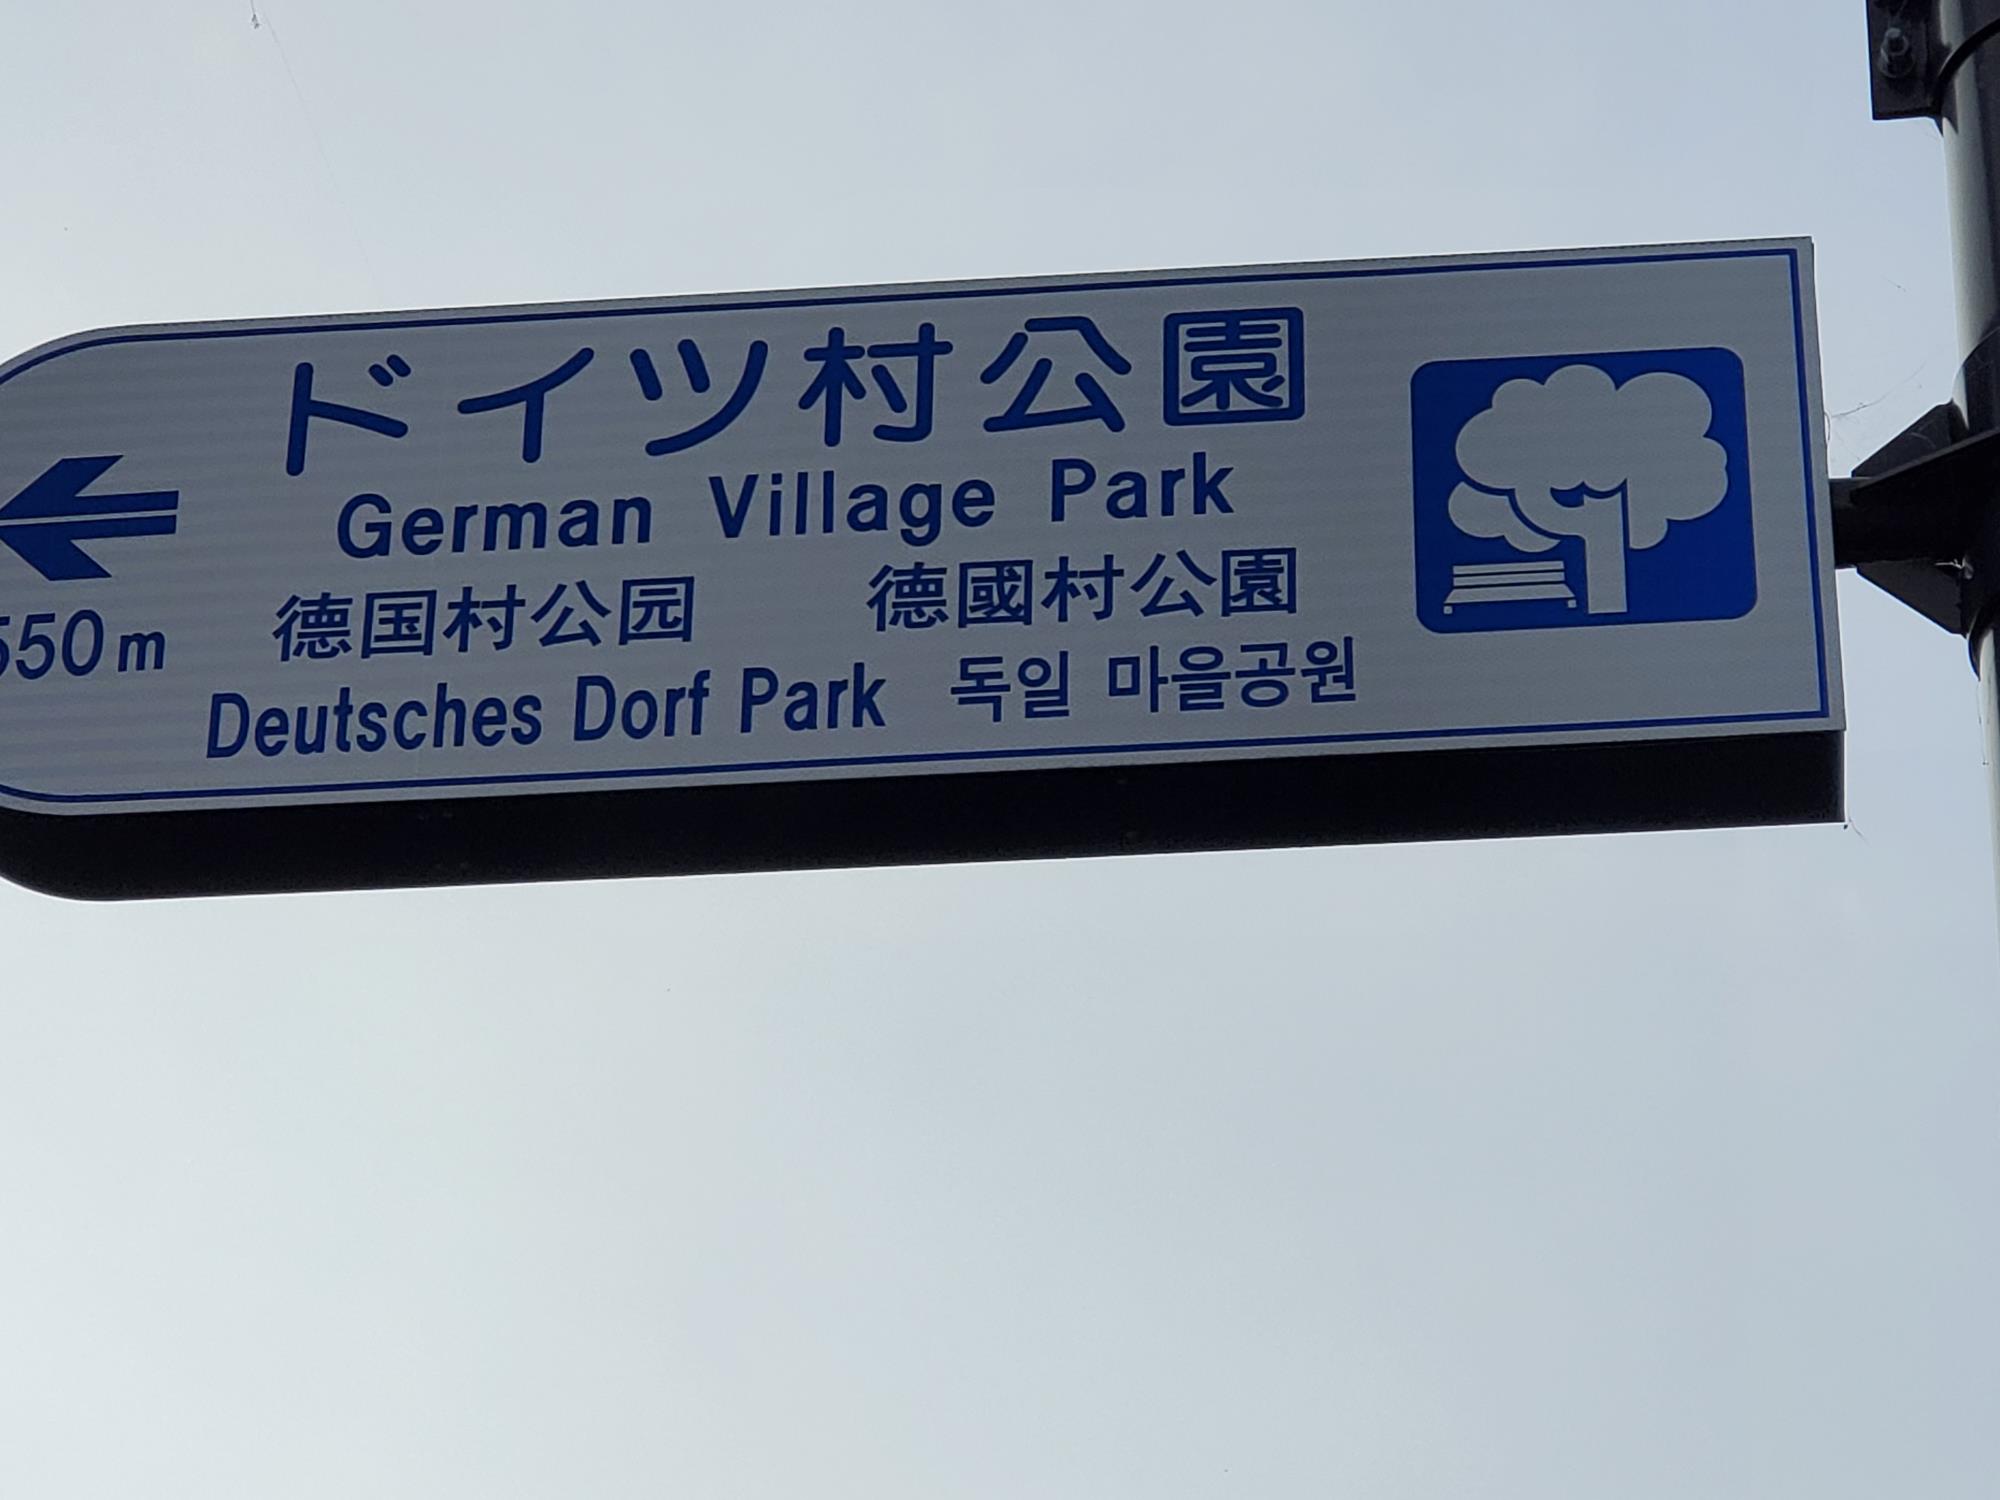 ドイツ村公園
German Village Park
德国村公园 德國村公園
Deutsches Dorf Park 독일 마을공원
550m